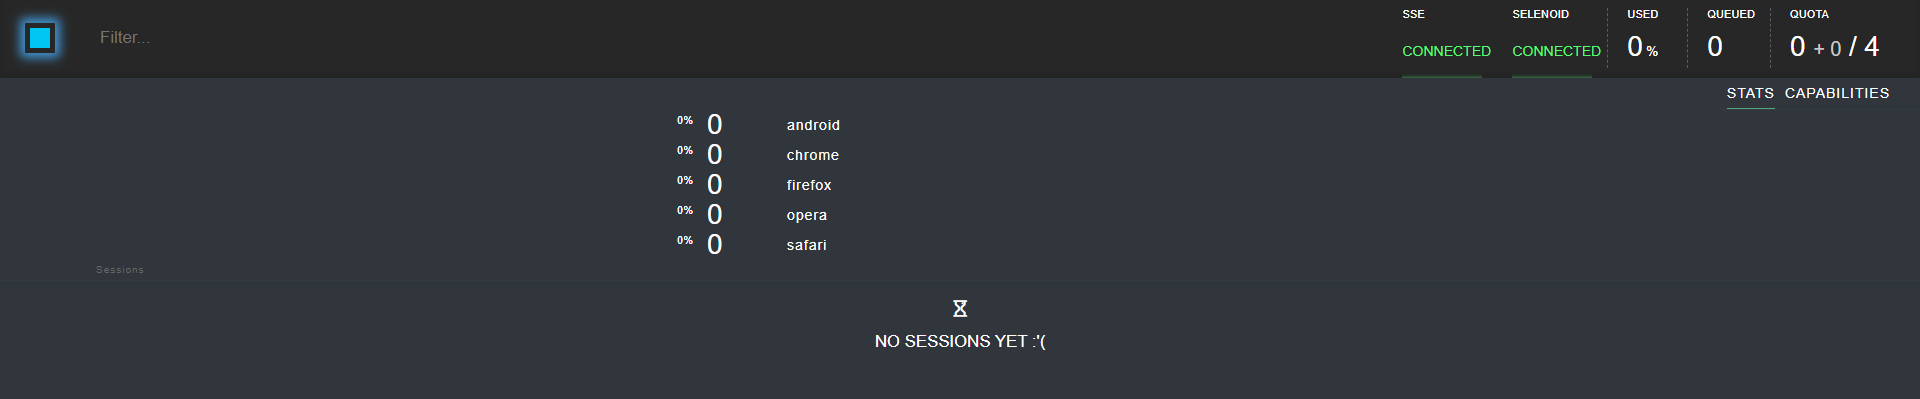 Filter...
SSE
CONNECTED
SELENOID
CONNECTED
USED
0 %
QUEUED
0
QUOTA
0 + 0 / 4
STATS CAPABILITIES
0% 0 android
0% 0 chrome
0% 0 firefox
0% 0 opera
0% 0 safari
Sessions
NO SESSIONS YET :'(